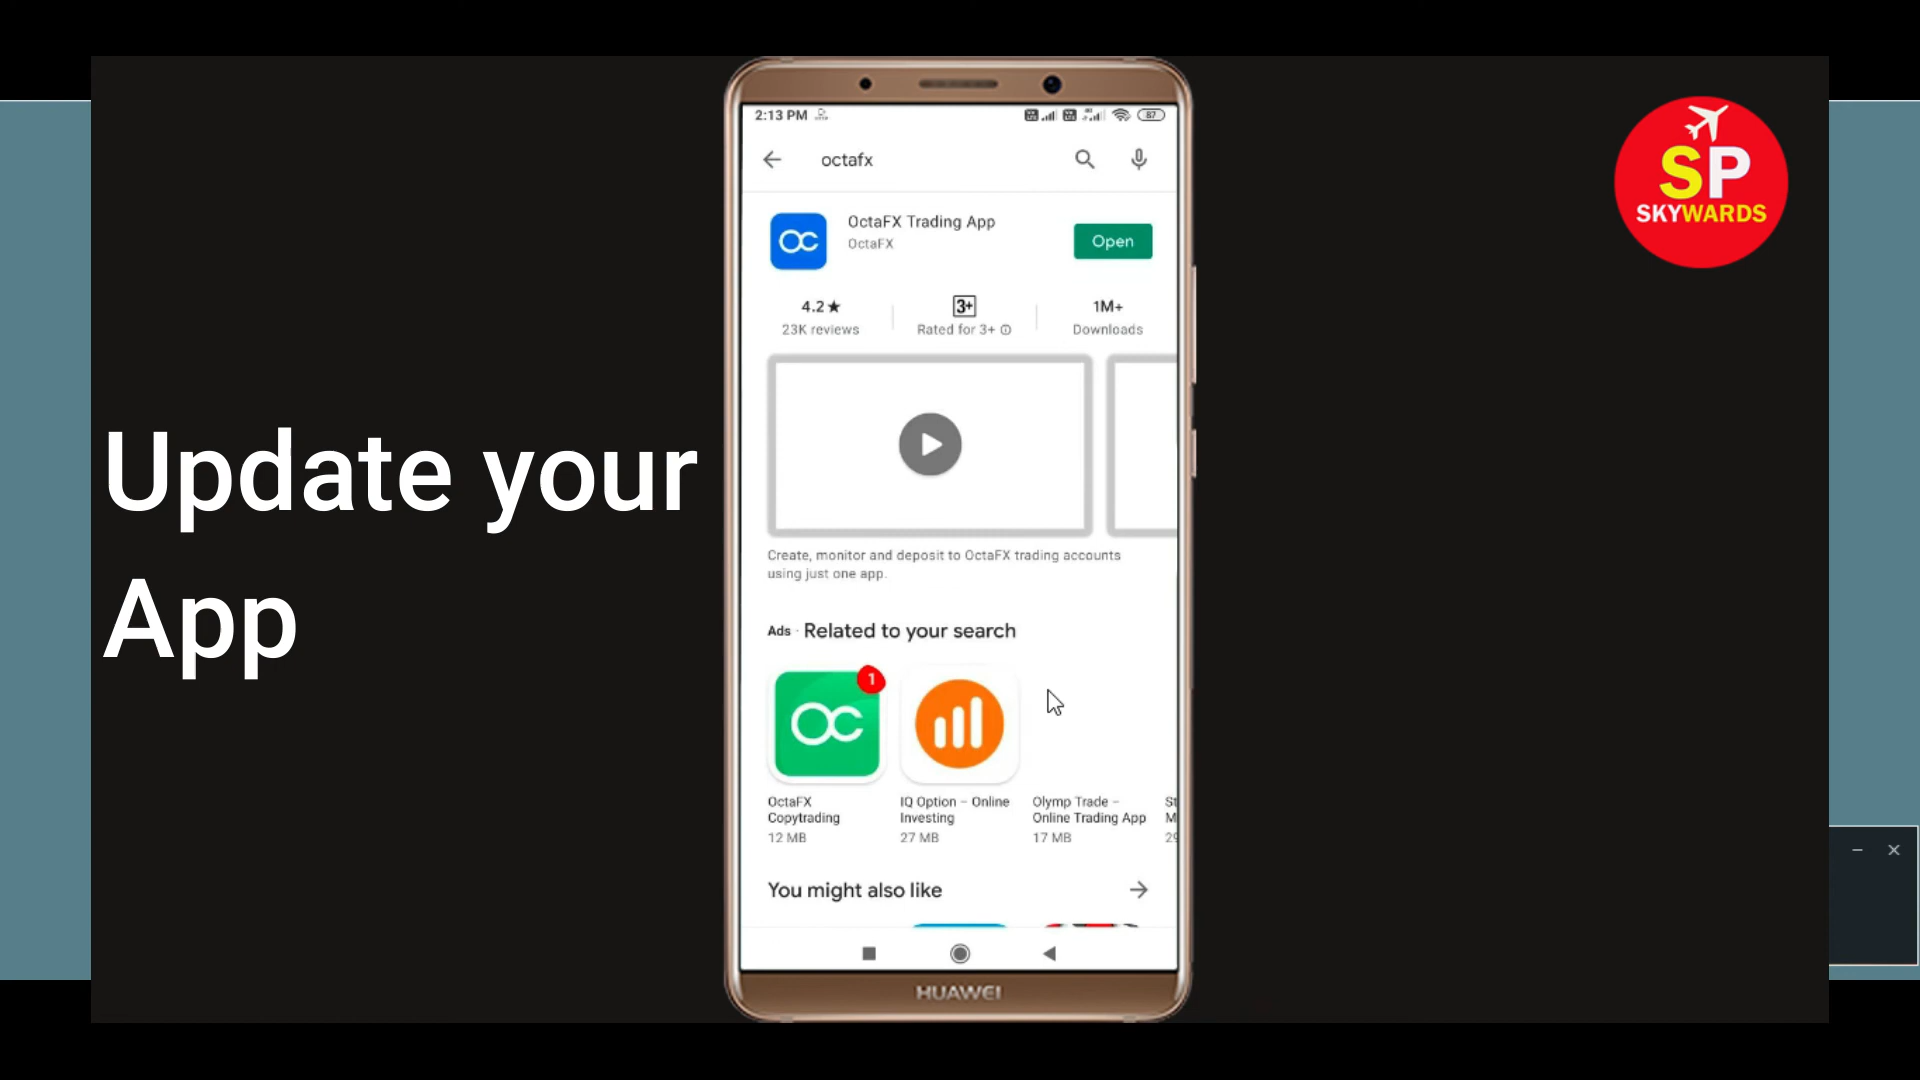 2:13 PM
87
octafx
OctaFX Trading App
OctaFX
Open
4.2★
23K reviews
3+
Rated for 3+
1M+
Downloads
Create, monitor and deposit to OctaFX trading accounts
using just one app.
Ads · Related to your search
1
OctaFX
Copytrading
12 MB
IQ Option – Online
Investing
27 MB
Olymp Trade –
Online Trading App
17 MB
You might also like
HUAWEI
Update your
App
SP
SKYWARDS